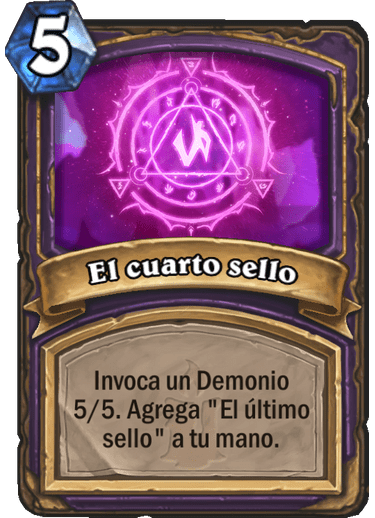 5
El cuarto sello
Invoca un Demonio
5/5. Agrega "El último
sello" a tu mano.